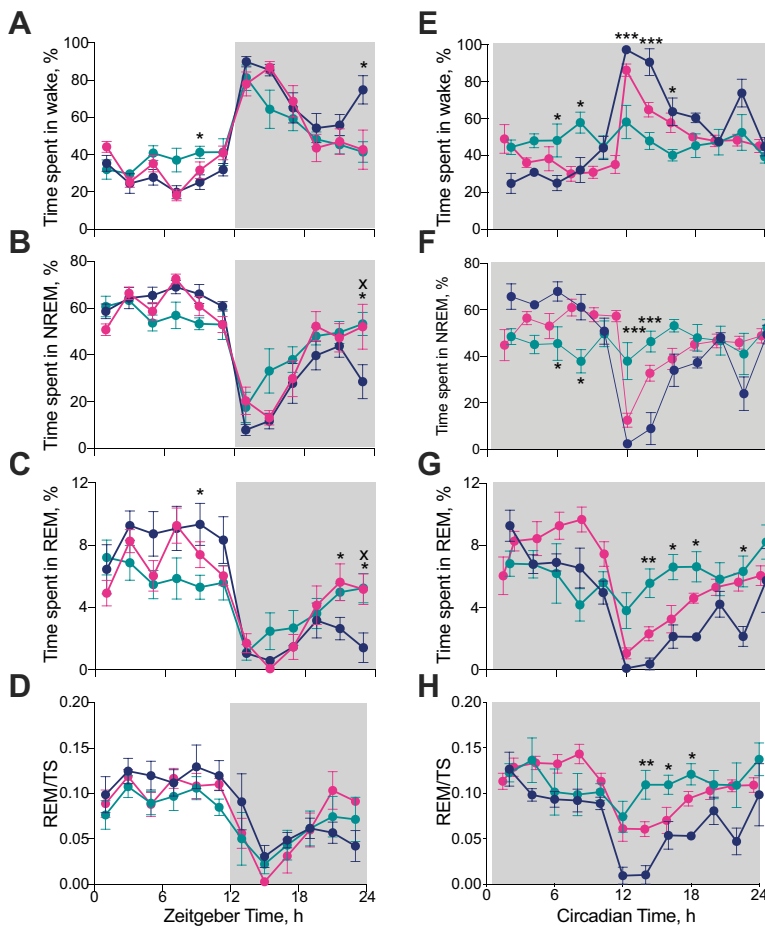 A
Time spent in wake, %
100
80
60
40
20
0
*
*
B
Time spent in NREM, %
80
60
40
20
0
x
*
C
Time spent in REM, %
12
8
4
0
*
*
x
*
D
REM/TS
0.20
0.15
0.10
0.05
0.00
0 6 12 18 24
Zeitgeber Time, h
E
Time spent in wake, %
100
80
60
40
20
0
* * *** *** *
F
Time spent in NREM, %
80
60
40
20
0
*** ***
* *
G
Time spent in REM, %
12
8
4
0
** * * *
H
REM/TS
0.20
0.15
0.10
0.05
0.00
** * *
0 6 12 18 24
Circadian Time, h